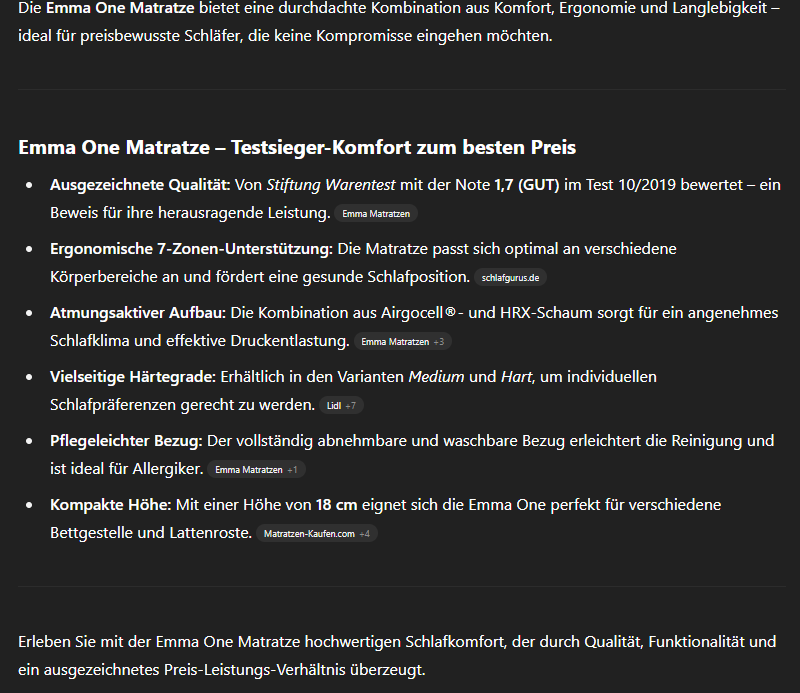 Die Emma One Matratze bietet eine durchdachte Kombination aus Komfort, Ergonomie und Langlebigkeit –
ideal für preisbewusste Schläfer, die keine Kompromisse eingehen möchten.
Emma One Matratze – Testsieger-Komfort zum besten Preis
• Ausgezeichnete Qualität: Von Stiftung Warentest mit der Note 1,7 (GUT) im Test 10/2019 bewertet – ein
Beweis für ihre herausragende Leistung. Emma Matratzen
• Ergonomische 7-Zonen-Unterstützung: Die Matratze passt sich optimal an verschiedene
Körperbereiche an und fördert eine gesunde Schlafposition. schlafgurus.de
• Atmungsaktiver Aufbau: Die Kombination aus Airgocell®- und HRX-Schaum sorgt für ein angenehmes
Schlafklima und effektive Druckentlastung. Emma Matratzen +3
• Vielseitige Härtegrade: Erhältlich in den Varianten Medium und Hart, um individuellen
Schlafpräferenzen gerecht zu werden. Lidl +7
• Pflegeleichter Bezug: Der vollständig abnehmbare und waschbare Bezug erleichtert die Reinigung und
ist ideal für Allergiker. Emma Matratzen +1
• Kompakte Höhe: Mit einer Höhe von 18 cm eignet sich die Emma One perfekt für verschiedene
Bettgestelle und Lattenroste. Matratzen-Kaufen.com +4
Erleben Sie mit der Emma One Matratze hochwertigen Schlafkomfort, der durch Qualität, Funktionalität und
ein ausgezeichnetes Preis-Leistungs-Verhältnis überzeugt.